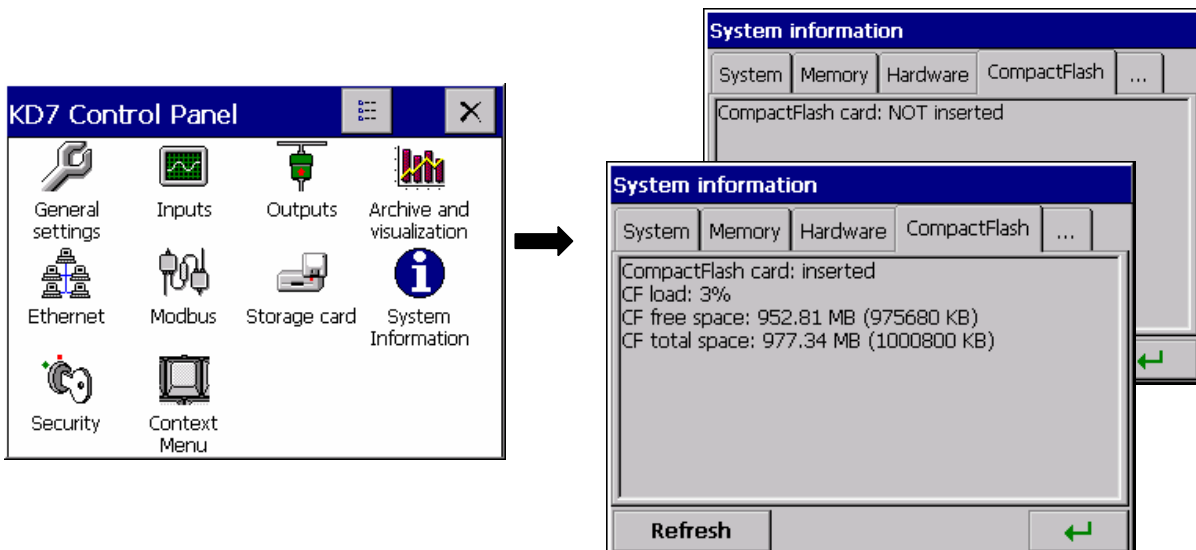 KD7 Control Panel
General
settings
Inputs
Outputs
Archive and
visualization
Ethernet
Modbus
Storage card
System
Information
Security
Context
Menu
System information
System Memory Hardware CompactFlash ...
CompactFlash card: NOT inserted
System information
System Memory Hardware CompactFlash ...
CompactFlash card: inserted
CF load: 3%
CF free space: 952.81 MB (975680 KB)
CF total space: 977.34 MB (1000800 KB)
Refresh